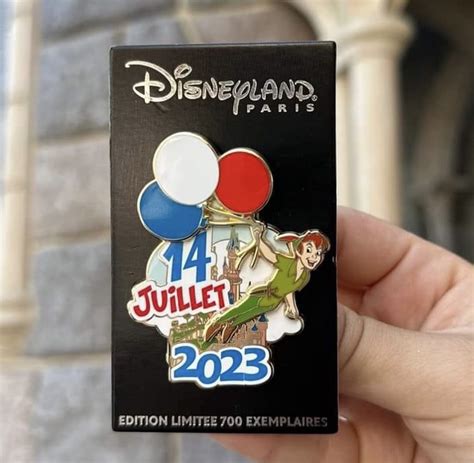 Disneyland
PARIS
14
JUILLET
2023
EDITION LIMITEE 700 EXEMPLAIRES